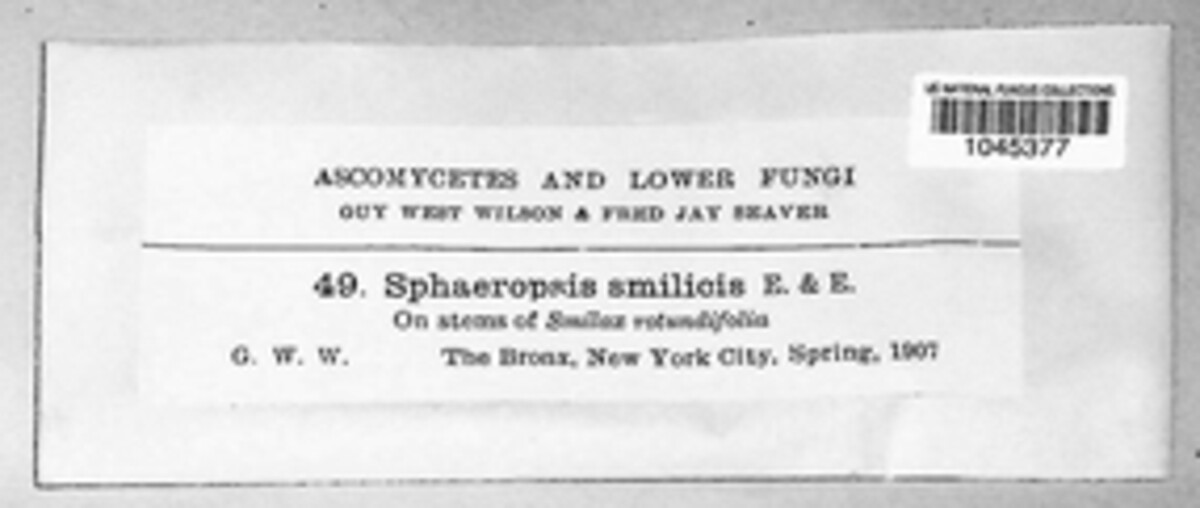 US NATIONAL FUNGUS COLLECTIONS
1045377
ASCOMYCETES AND LOWER FUNGI
GUY WEST WILSON & FRED JAY SEAVER
49. Sphaeropsis smilicis E. & E.
On stems of Smilax rotundifolia
G. W. W. The Bronx, New York City, Spring, 1907